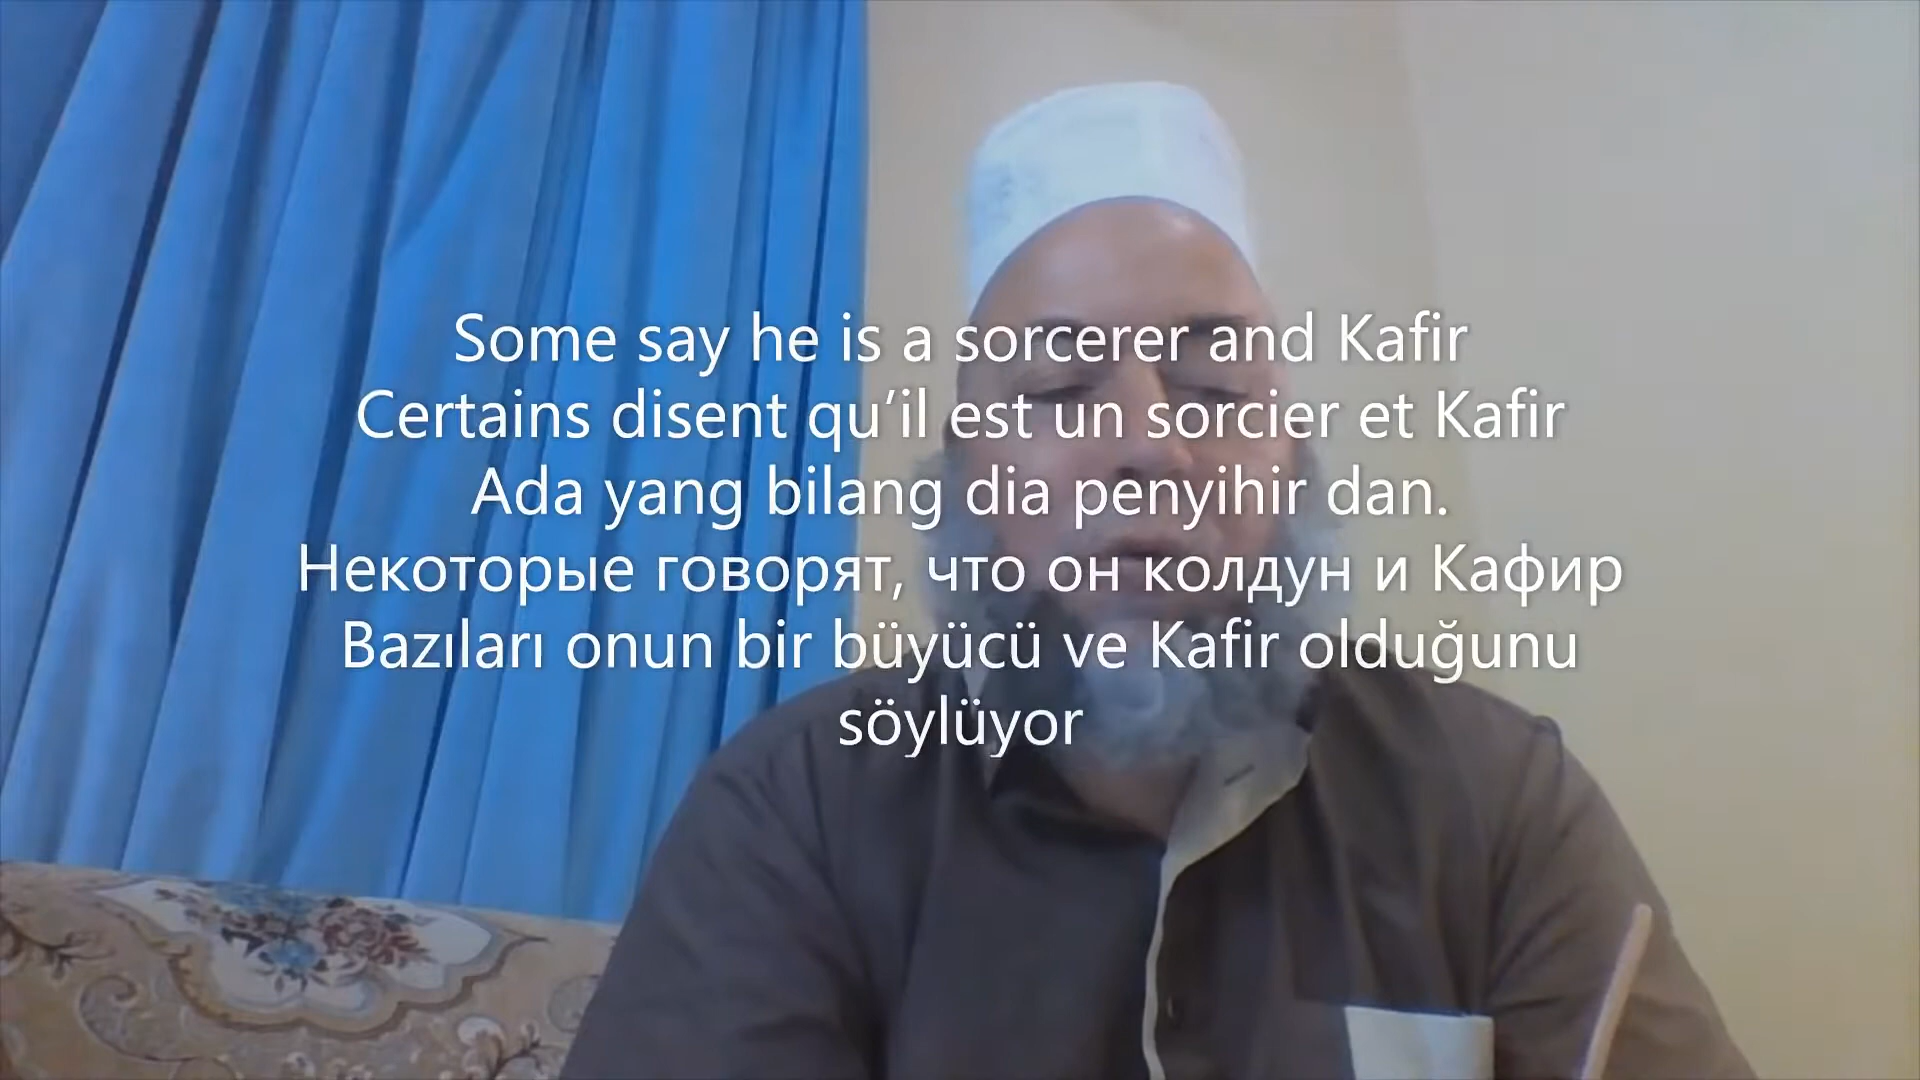 Some say he is a sorcerer and Kafir
Certains disent qu’il est un sorcier et Kafir
Ada yang bilang dia penyihir dan.
Некоторые говорят, что он колдун и Кафир
Bazıları onun bir büyücü ve Kafir olduğunu
söylüyor